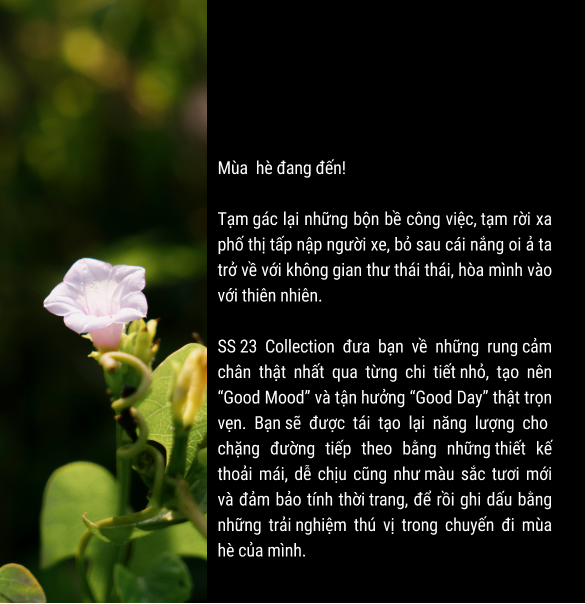 Mùa hè đang đến!
Tạm gác lại những bộn bề công việc, tạm rời xa
phố thị tấp nập người xe, bỏ sau cái nắng oi ả ta
trở về với không gian thư thái thái, hòa mình vào
với thiên nhiên.
SS 23 Collection đưa bạn về những rung cảm
chân thật nhất qua từng chi tiết nhỏ, tạo nên
“Good Mood” và tận hưởng “Good Day” thật trọn
vẹn. Bạn sẽ được tái tạo lại năng lượng cho
chặng đường tiếp theo bằng những thiết kế
thoải mái, dễ chịu cũng như màu sắc tươi mới
và đảm bảo tính thời trang, để rồi ghi dấu bằng
những trải nghiệm thú vị trong chuyến đi mùa
hè của mình.